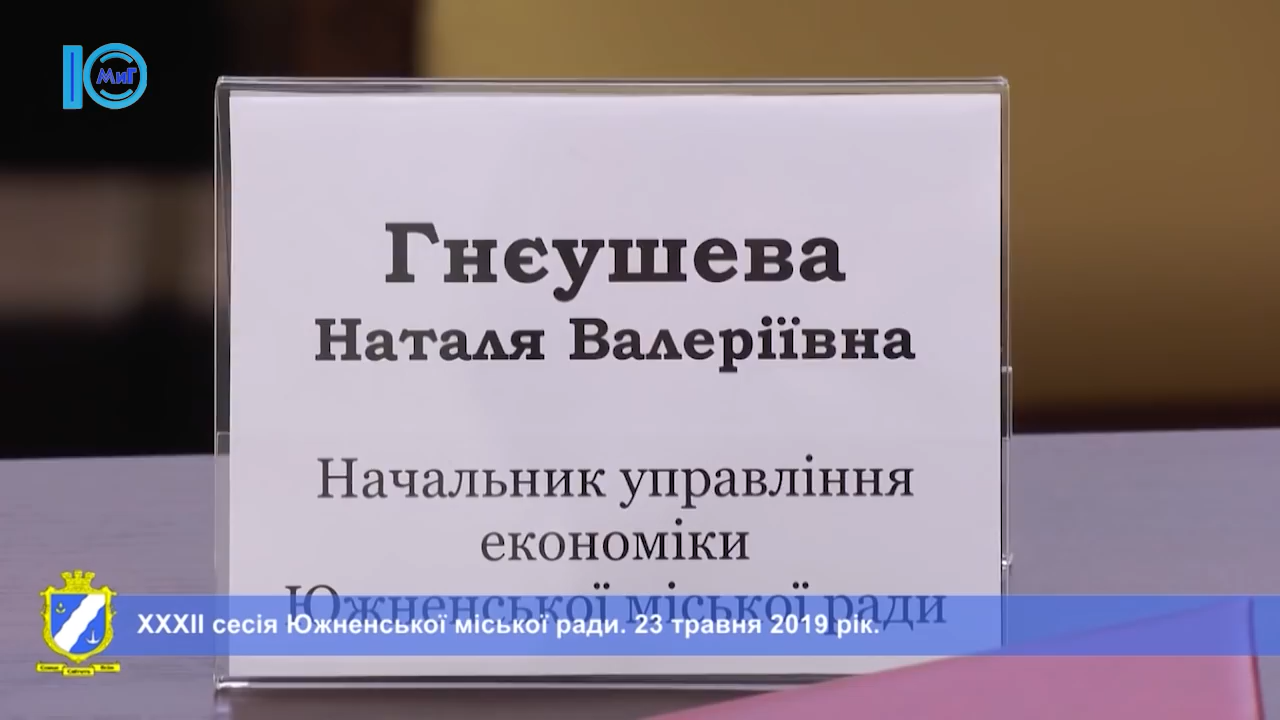 МиГ
Гнєушева
Наталя Валеріївна
Начальник управління
економіки
Южненської міської ради
XXXII сесія Южненської міської ради. 23 травня 2019 рік.